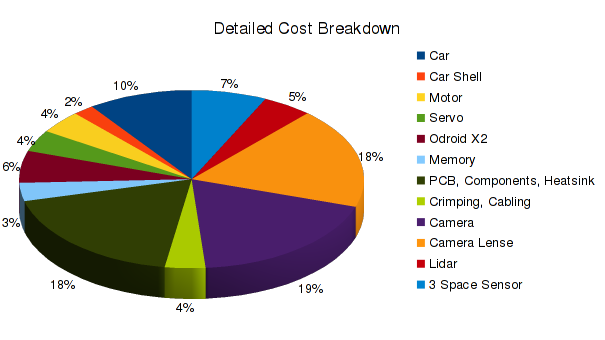 Detailed Cost Breakdown
10%
7%
5%
18%
19%
4%
18%
3%
6%
4%
4%
2%
Car
Car Shell
Motor
Servo
Odroid X2
Memory
PCB, Components, Heatsink
Crimping, Cabling
Camera
Camera Lense
Lidar
3 Space Sensor